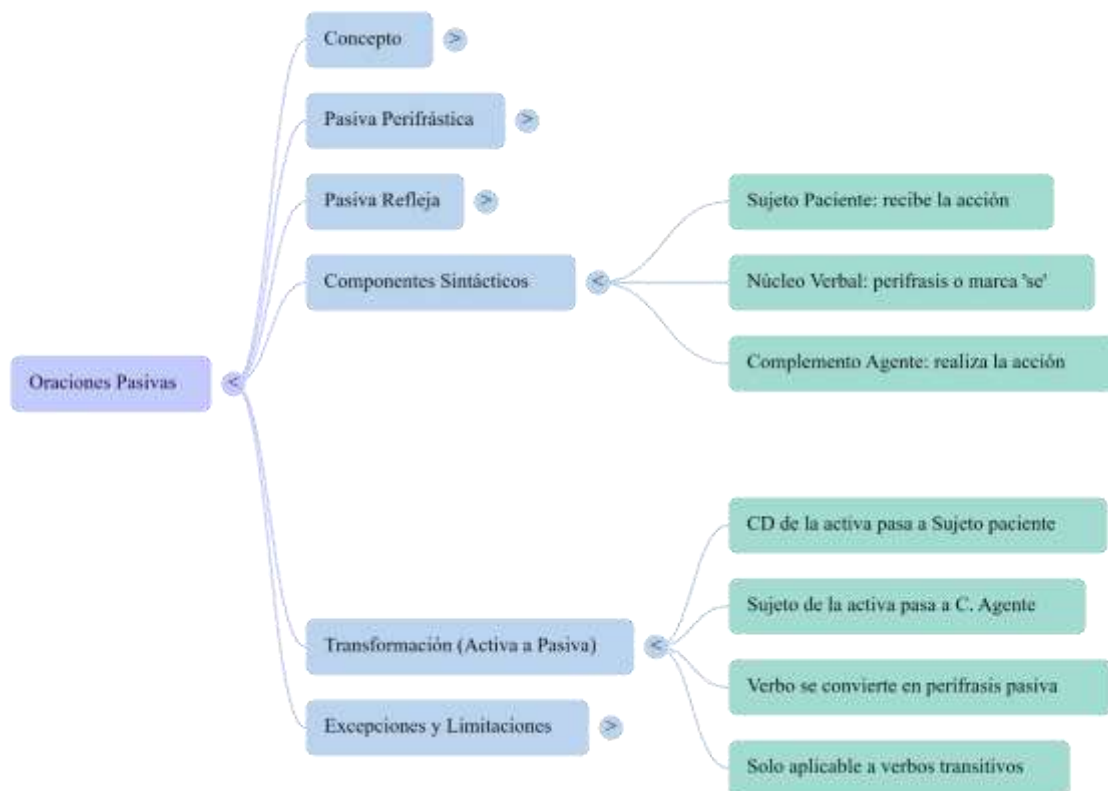 Concepto >
Pasiva Perifrástica >
Pasiva Refleja >
Sujeto Paciente: recibe la acción
Componentes Sintácticos <
Núcleo Verbal: perífrasis o marca 'se'
Complemento Agente: realiza la acción
Oraciones Pasivas <
CD de la activa pasa a Sujeto paciente
Sujeto de la activa pasa a C. Agente
Transformación (Activa a Pasiva) <
Verbo se convierte en perífrasis pasiva
Excepciones y Limitaciones >
Solo aplicable a verbos transitivos